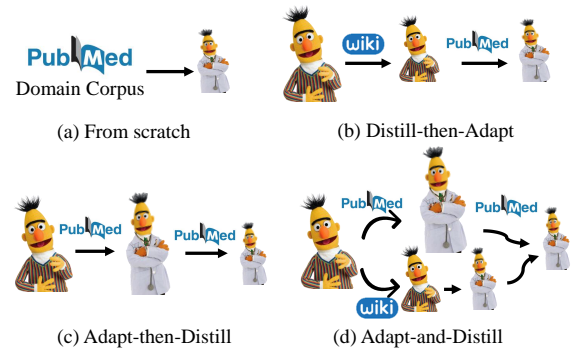 PubMed
Domain Corpus
(a) From scratch
wiki
PubMed
(b) Distill-then-Adapt
PubMed
PubMed
(c) Adapt-then-Distill
PubMed
PubMed
wiki
(d) Adapt-and-Distill